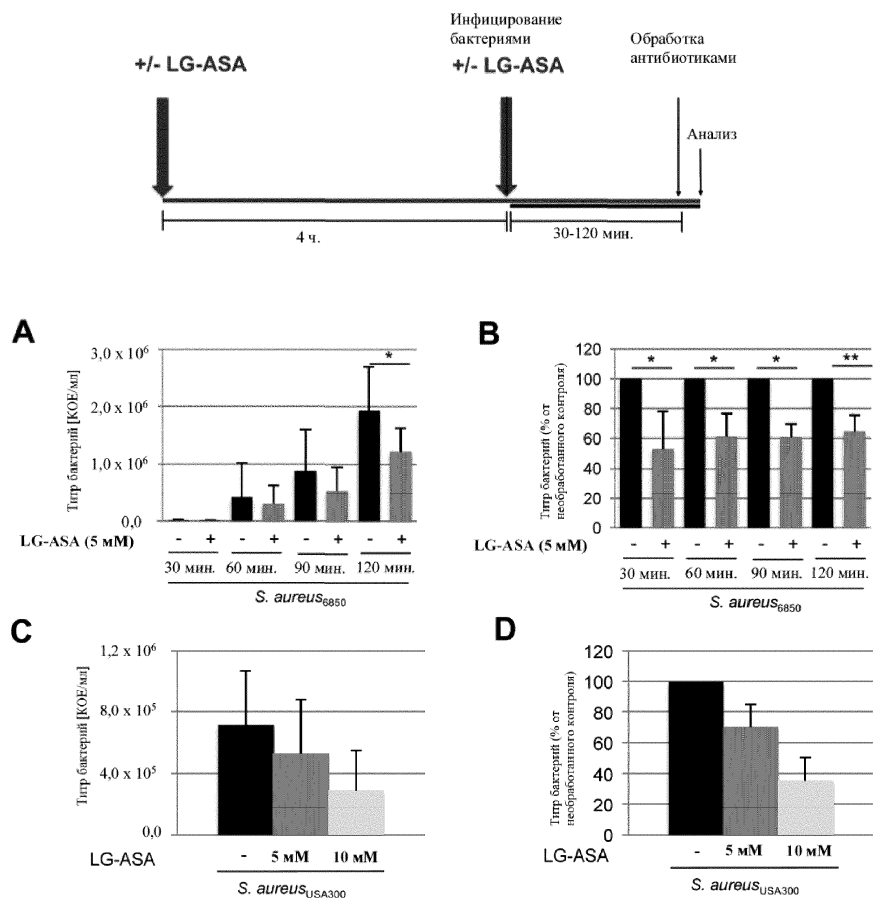 Инфицирование
бактериями
Обработка
антибиотиками
+/- LG-ASA
+/- LG-ASA
Анализ
4 ч.
30-120 мин.
A
Титр бактерий [КОЕ/мл]
3,0 x 10⁶
2,0 x 10⁶
1,0 x 10⁶
0,0
*
LG-ASA (5 мМ)
- + - + - + - +
30 мин. 60 мин. 90 мин. 120 мин.
S. aureus₆₈₅₀
B
Титр бактерий (% от
необработанного контроля)
120
100
80
60
40
20
0
* * * **
LG-ASA (5 мМ)
- + - + - + - +
30 мин. 60 мин. 90 мин. 120 мин.
S. aureus₆₈₅₀
C
Титр бактерий [КОЕ/мл]
1,2 x 10⁶
8,0 x 10⁵
4,0 x 10⁵
0,0
LG-ASA
- 5 мМ 10 мМ
S. aureusUSA300
D
Титр бактерий (% от
необработанного контроля)
120
100
80
60
40
20
0
LG-ASA
- 5 мМ 10 мМ
S. aureusUSA300